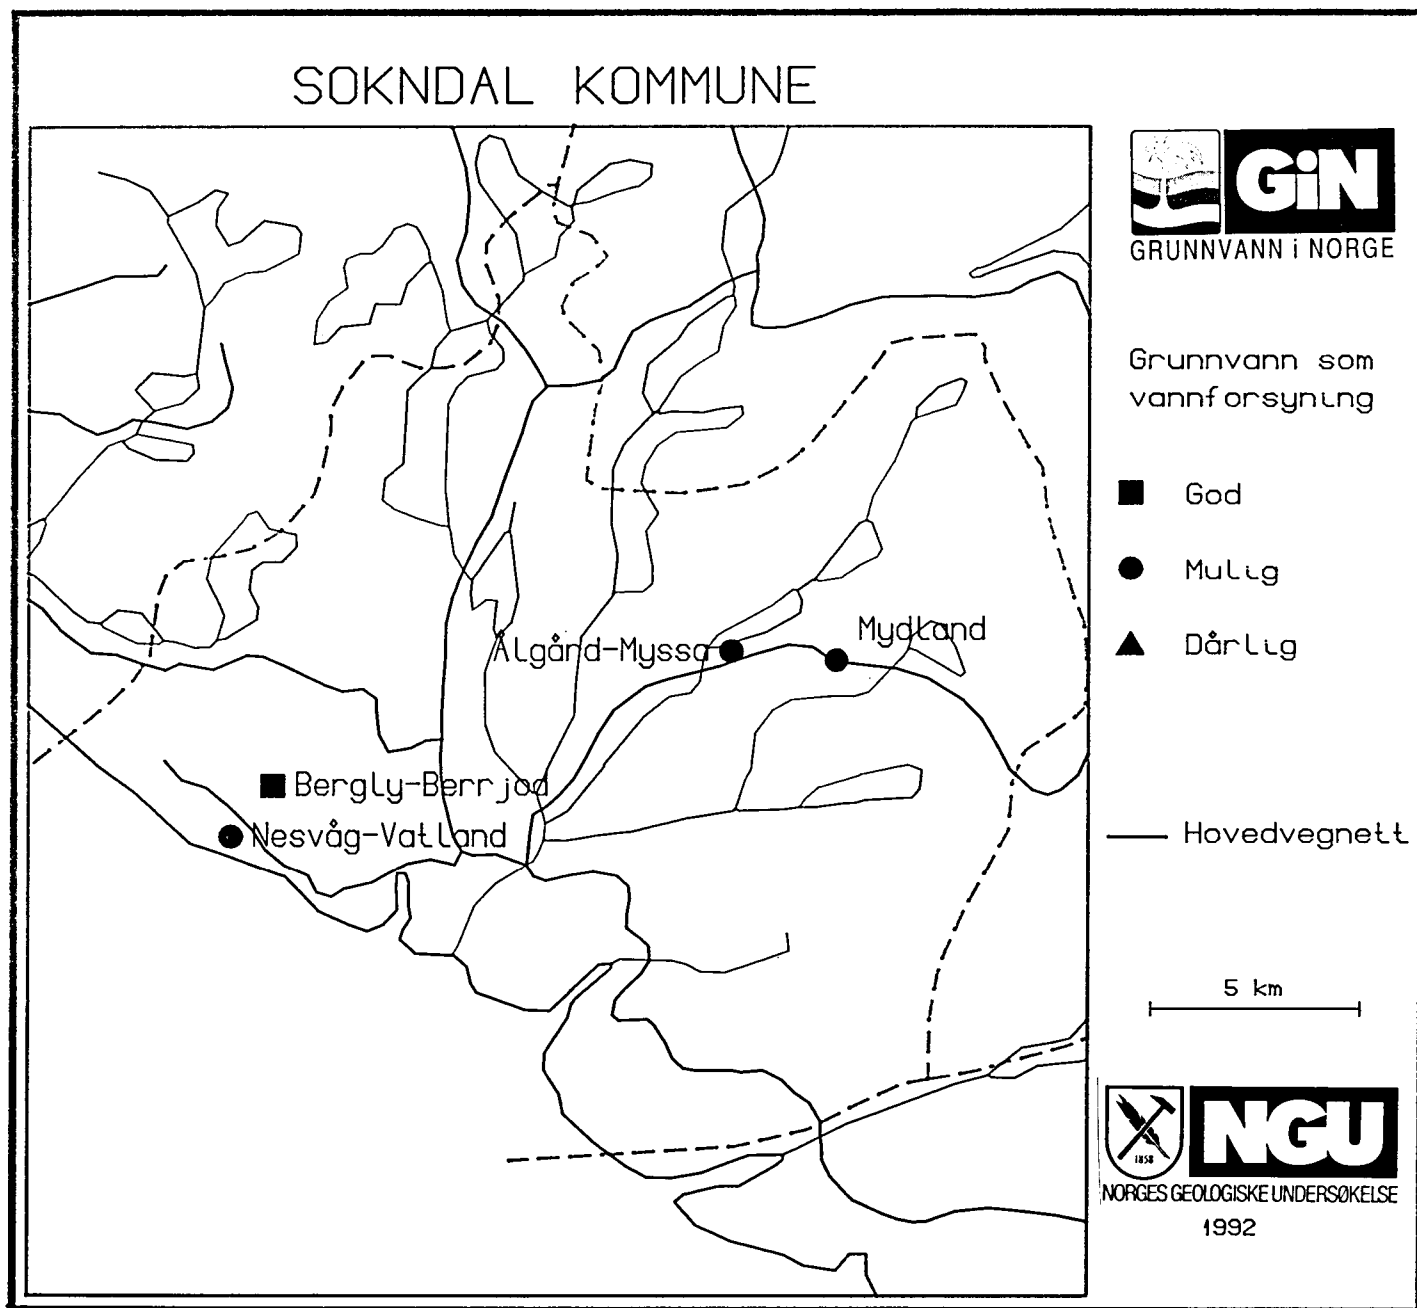 SOKNDAL KOMMUNE
GiN
GRUNNVANN i NORGE
Grunnvann som
vannforsyning
God
Mulig
Dårlig
Mydland
Ålgård-Myssa
Bergly-Berrjod
Nesvåg-Vatland
Hovedvegnett
5 km
1858
NGU
NORGES GEOLOGISKE UNDERSØKELSE
1992